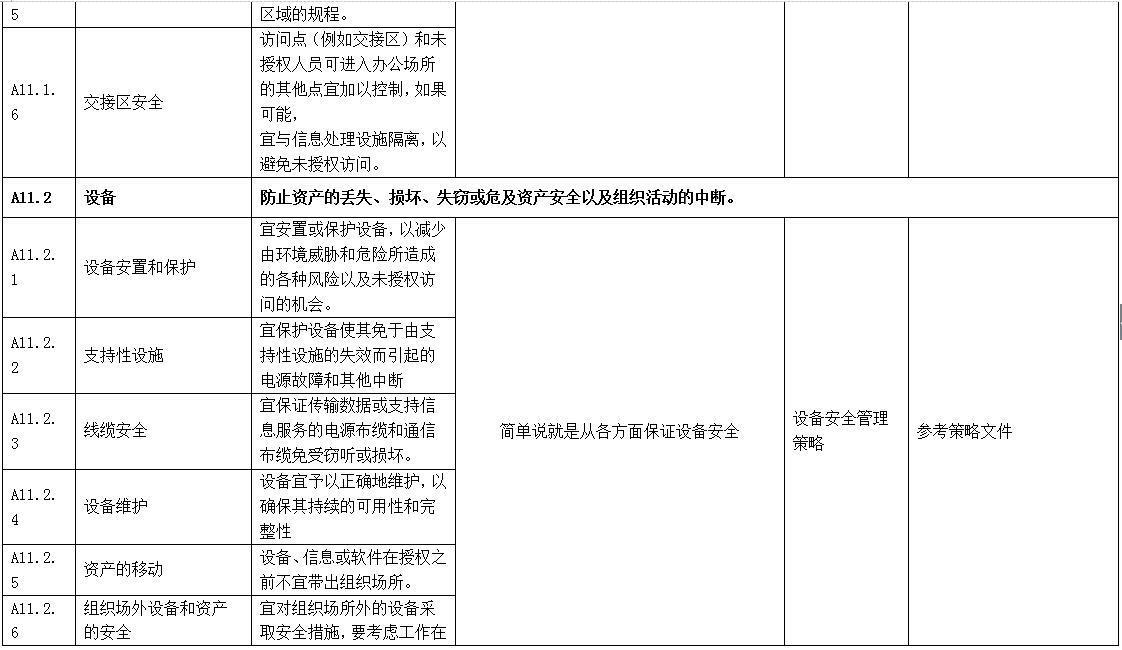 5
区域的规程。
A11.1.
6
交接区安全
访问点（例如交接区）和未
授权人员可进入办公场所
的其他点宜加以控制，如果
可能，
宜与信息处理设施隔离，以
避免未授权访问。
A11.2
设备
防止资产的丢失、损坏、失窃或危及资产安全以及组织活动的中断。
A11.2.
1
设备安置和保护
宜安置或保护设备，以减少
由环境威胁和危险所造成
的各种风险以及未授权访
问的机会。
A11.2.
2
支持性设施
宜保护设备使其免于由支
持性设施的失效而引起的
电源故障和其他中断
A11.2.
3
线缆安全
宜保证传输数据或支持信
息服务的电源布缆和通信
布缆免受窃听或损坏。
A11.2.
4
设备维护
设备宜予以正确地维护，以
确保其持续的可用性和完
整性
A11.2.
5
资产的移动
设备、信息或软件在授权之
前不宜带出组织场所。
A11.2.
6
组织场外设备和资产
的安全
宜对组织场所外的设备采
取安全措施，要考虑工作在
简单说就是从各方面保证设备安全
设备安全管理
策略
参考策略文件